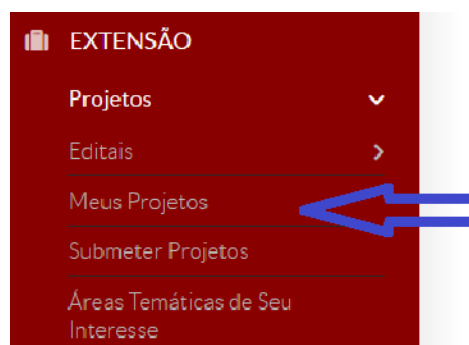 EXTENSÃO
Projetos
Editais
Meus Projetos
Submeter Projetos
Áreas Temáticas de Seu
Interesse